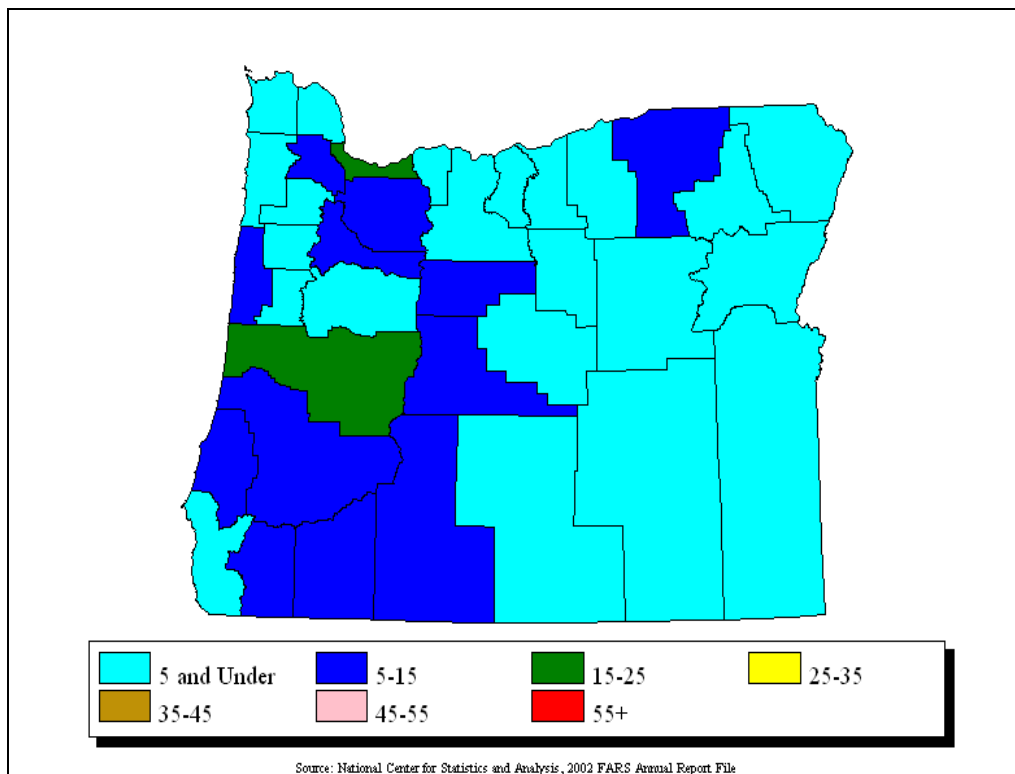 5 and Under 5-15 15-25 25-35
35-45 45-55 55+
Source: National Center for Statistics and Analysis, 2002 FARS Annual Report File